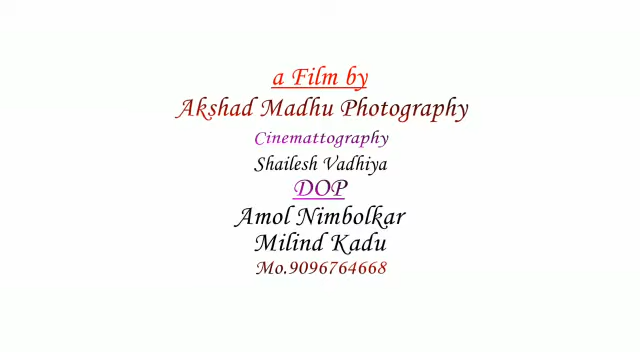 a Film by
Akshad Madhu Photography
Cinemattography
Shailesh Vadhiya
DOP
Amol Nimbolkar
Milind Kadu
Mo.9096764668